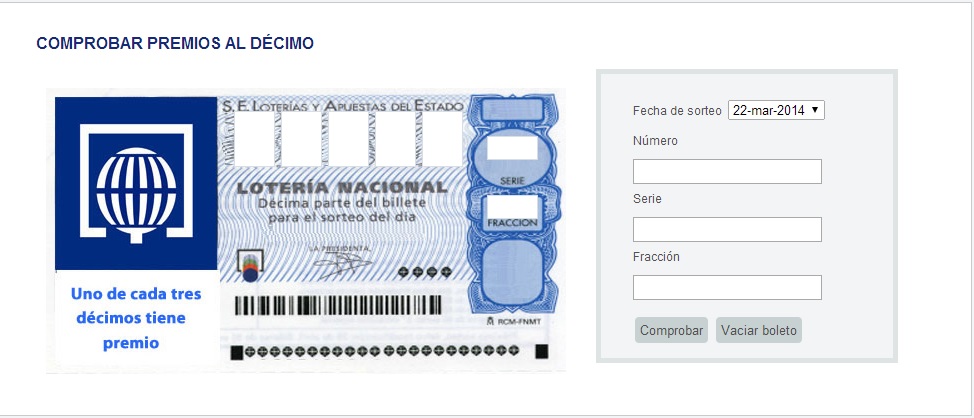 COMPROBAR PREMIOS AL DÉCIMO
S.E. LOTERÍAS Y APUESTAS DEL ESTADO
LOTERÍA NACIONAL
Décima parte del billete
para el sorteo del día
LA PRESIDENTA,
SERIE
FRACCION
RCM-FNMT
Uno de cada tres
décimos tiene
premio
Fecha de sorteo 22-mar-2014
Número
Serie
Fracción
Comprobar Vaciar boleto